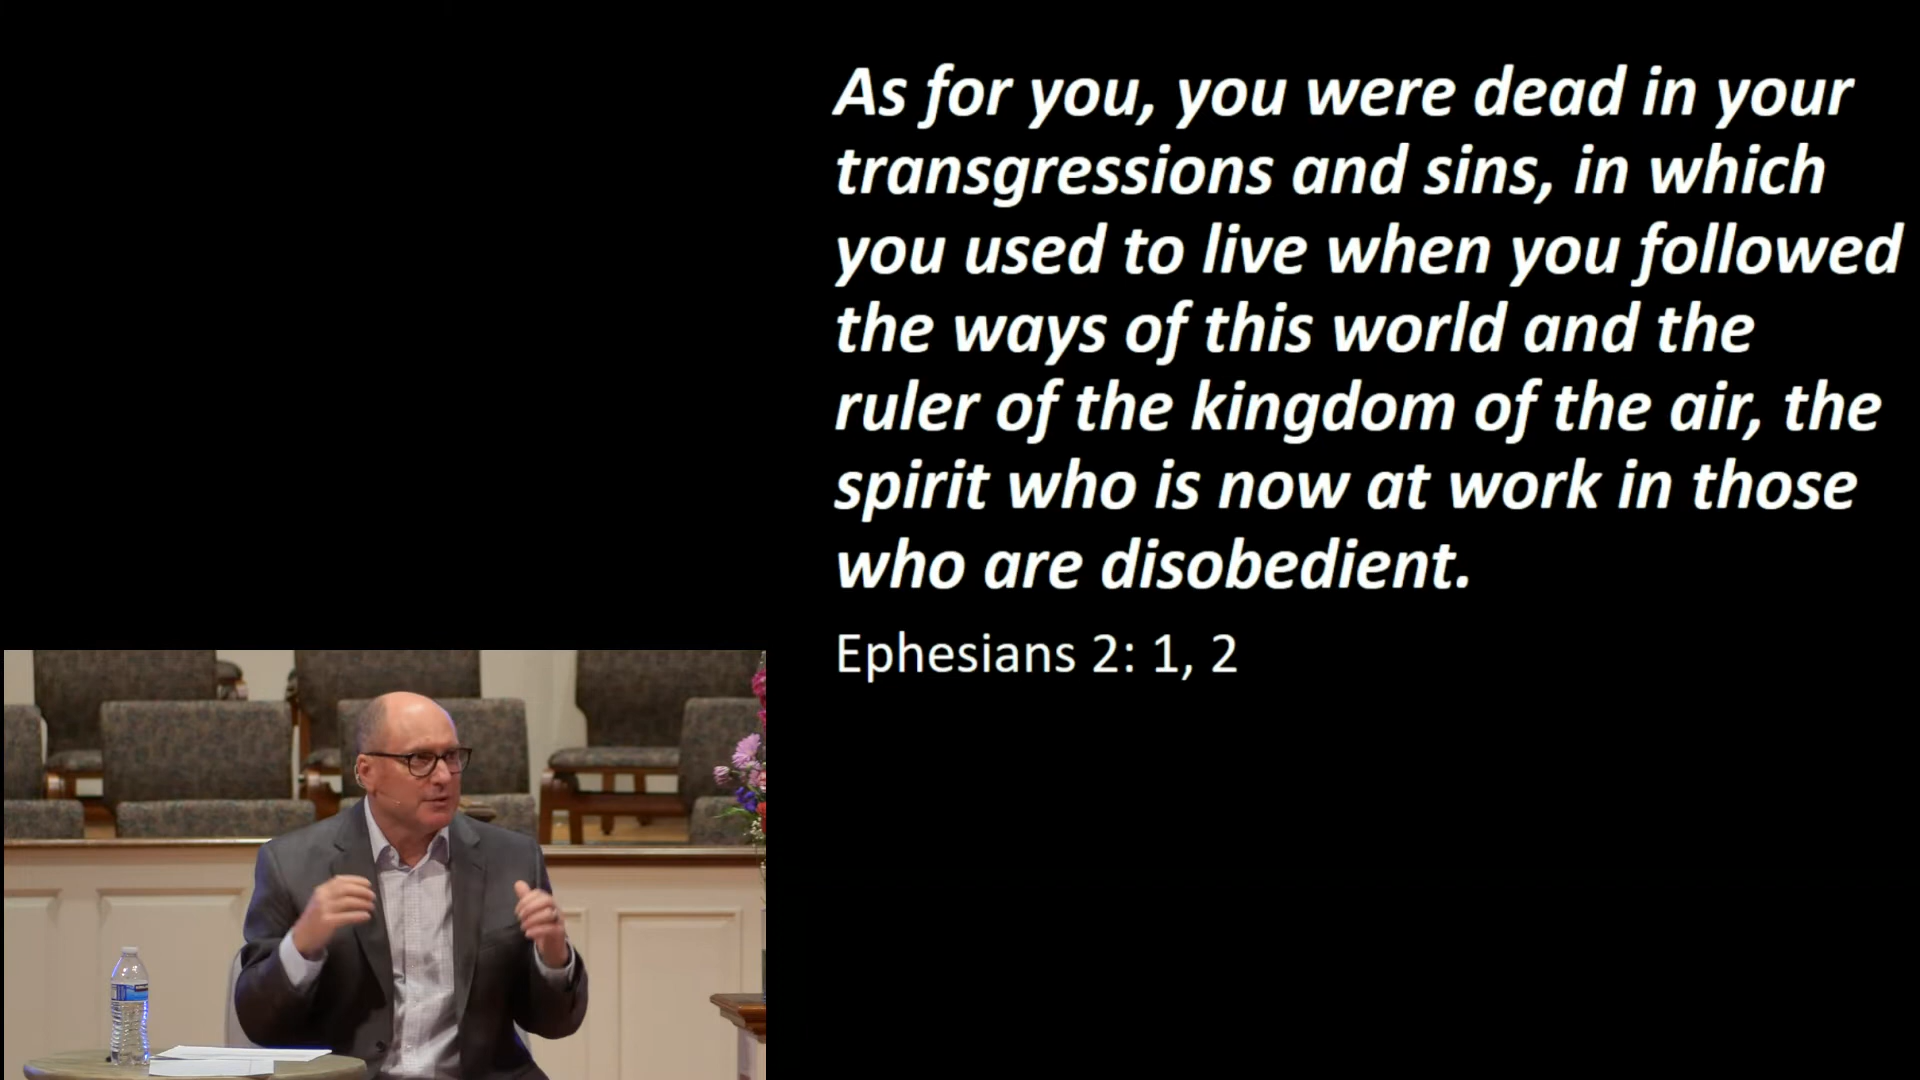 As for you, you were dead in your
transgressions and sins, in which
you used to live when you followed
the ways of this world and the
ruler of the kingdom of the air, the
spirit who is now at work in those
who are disobedient.
Ephesians 2: 1, 2